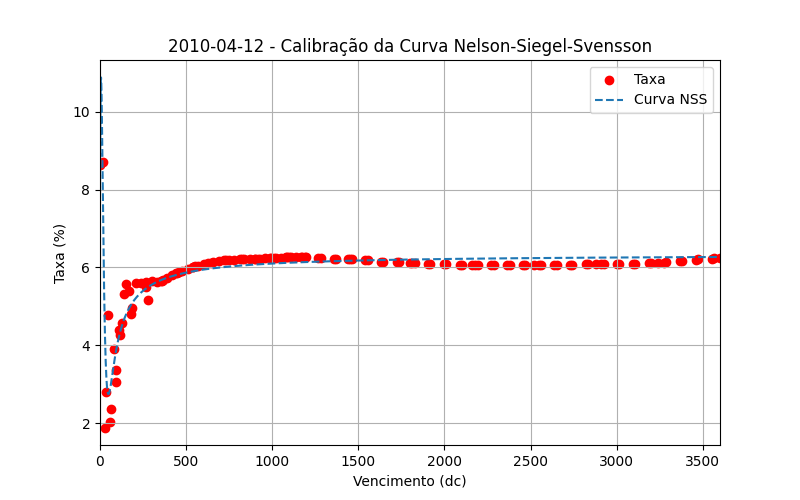 2010-04-12 - Calibração da Curva Nelson-Siegel-Svensson
Taxa
Curva NSS
10
8
6
4
2
Taxa (%)
0 500 1000 1500 2000 2500 3000 3500
Vencimento (dc)